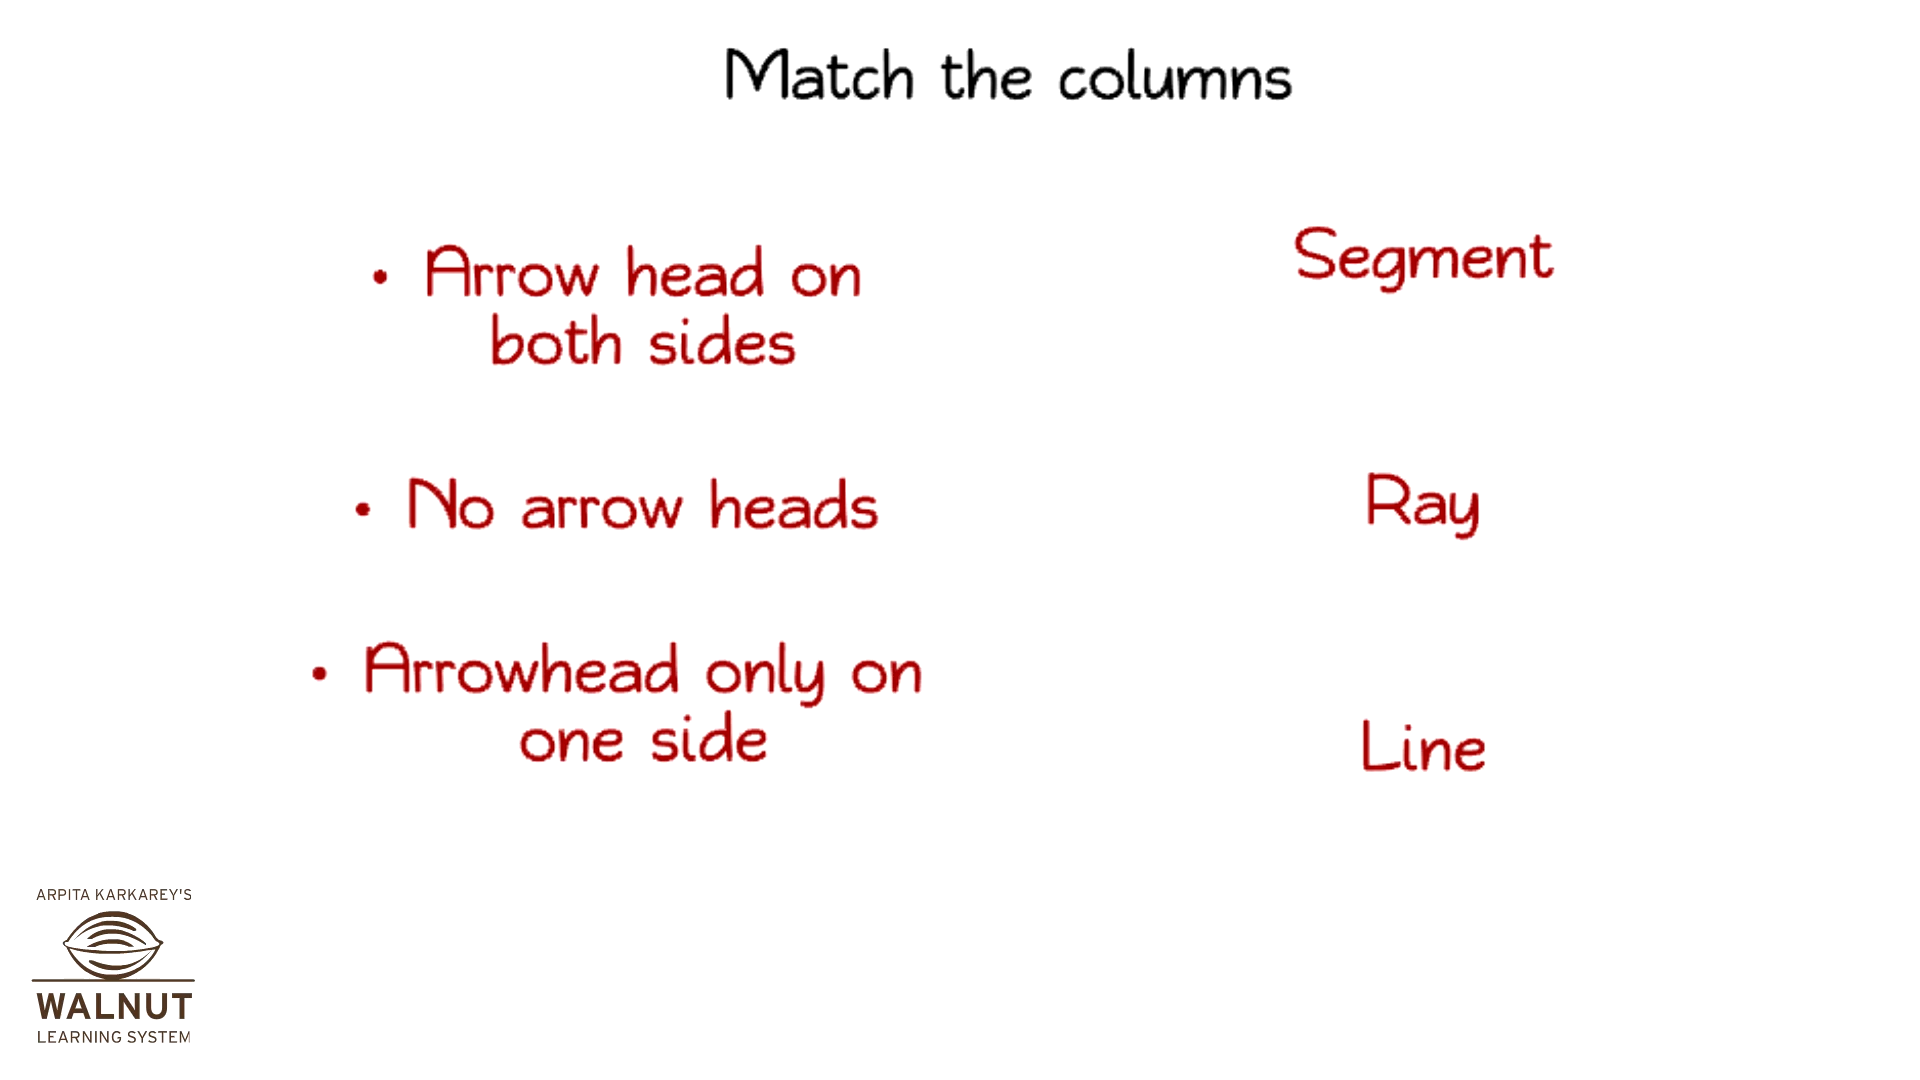 Match the columns
• Arrow head on
both sides
Segment
• No arrow heads
Ray
• Arrowhead only on
one side
Line
ARPITA KARKAREY'S
WALNUT
LEARNING SYSTEM